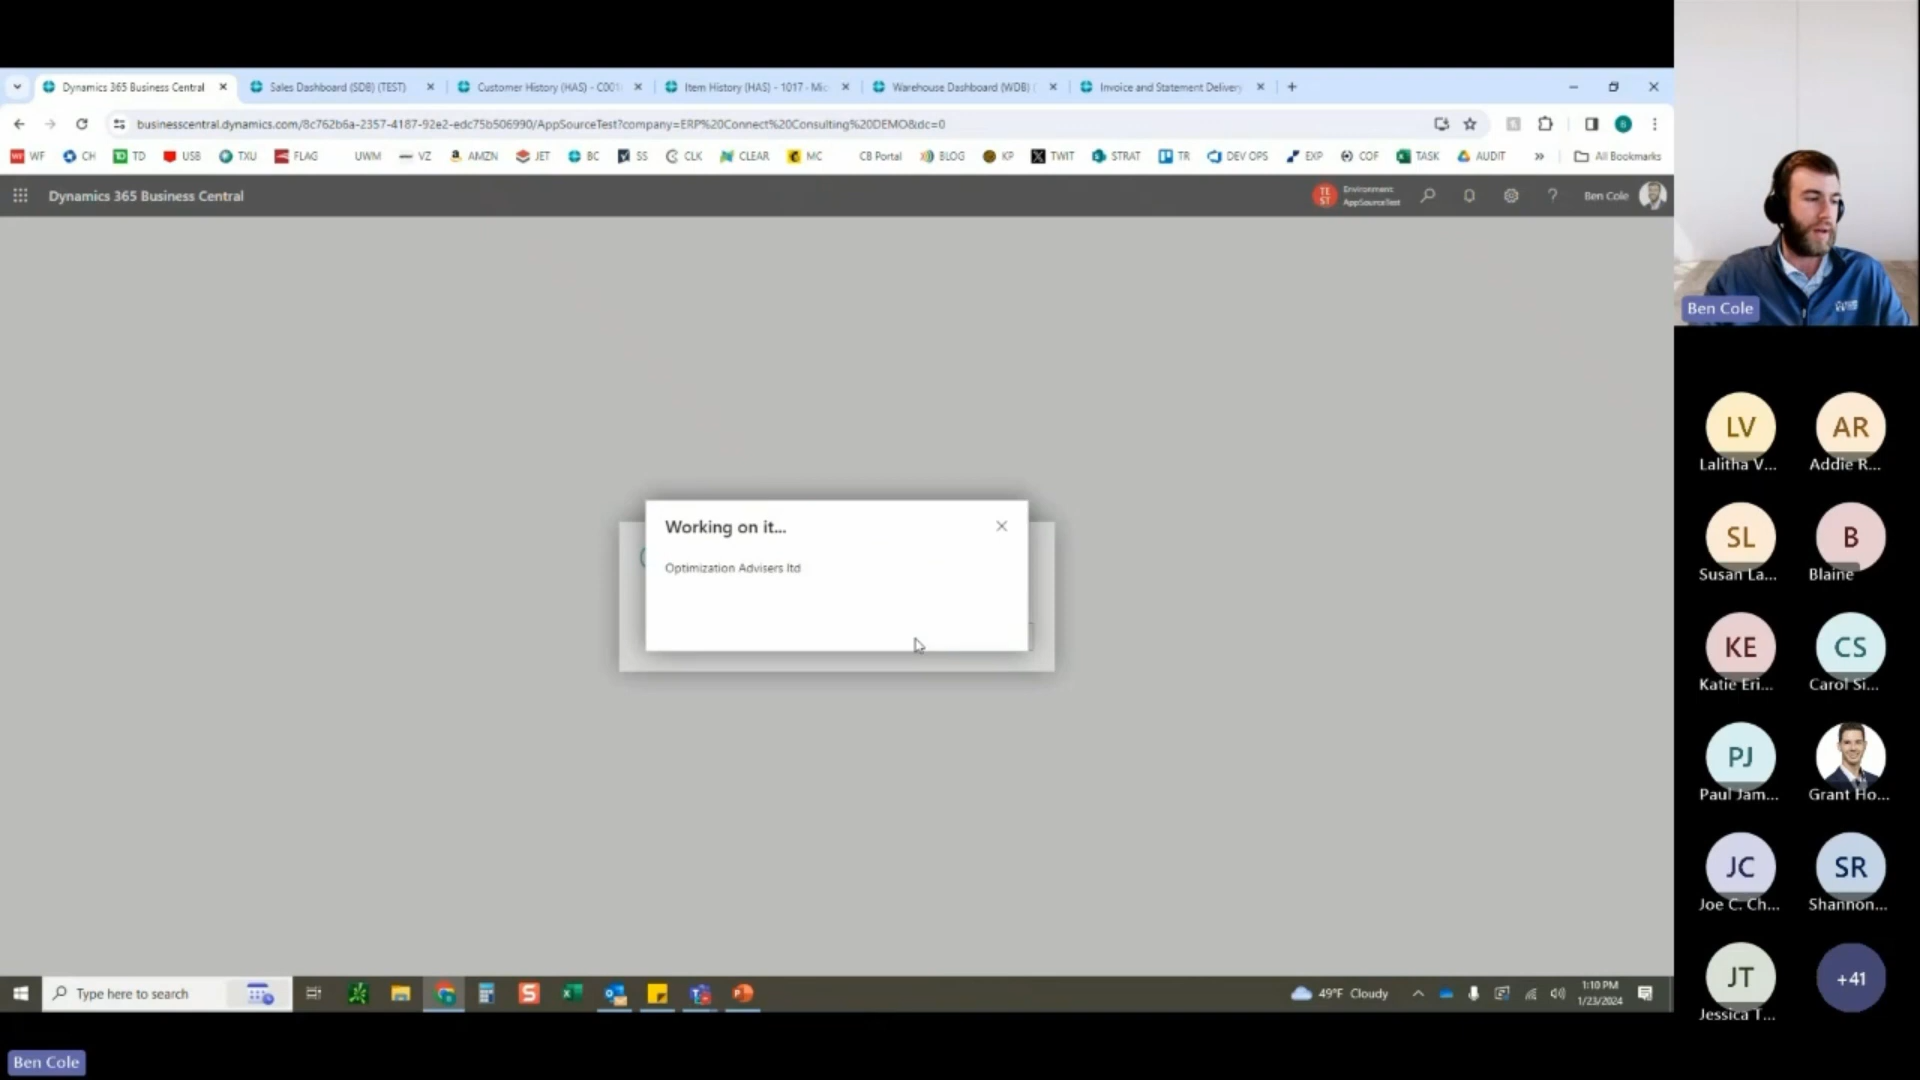 Dynamics 365 Business Central
Sales Dashboard (SDB) (TEST)
Customer History (HAS) - C001
Item History (HAS) - 1017 - Mic
Warehouse Dashboard (WDB) (
Invoice and Statement Delivery
businesscentral.dynamics.com/8c762b6a-2357-4187-92e2-edc75b506990/AppSourceTest?company=ERP%20Connect%20Consulting%20DEMO&dc=0
WF CH TD USB TXU FLAG UWM VZ AMZN JET BC SS CLK CLEAR MC CB Portal BLOG KP TWIT STRAT TR DEV OPS EXP COF TASK AUDIT » All Bookmarks
Dynamics 365 Business Central
TE
ST
Environment:
AppSourceTest
Ben Cole
Working on it...
Optimization Advisers ltd
Type here to search
49°F Cloudy
1:10 PM
1/23/2024
Ben Cole
LV
Lalitha V...
AR
Addie R...
SL
Susan La...
B
Blaine
KE
Katie Eri...
CS
Carol Si...
PJ
Paul Jam...
Grant Ho...
JC
Joe C. Ch...
SR
Shannon...
JT
Jessica T...
+41
Ben Cole